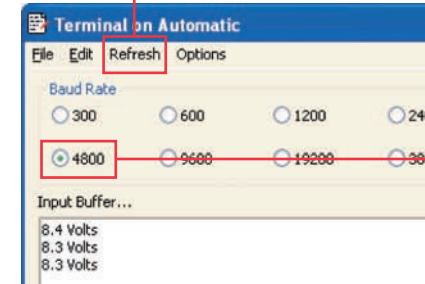 Terminal on Automatic
File Edit Refresh Options
Baud Rate
300 600 1200
4800 9600 19200
Input Buffer...
8.4 Volts
8.3 Volts
8.3 Volts